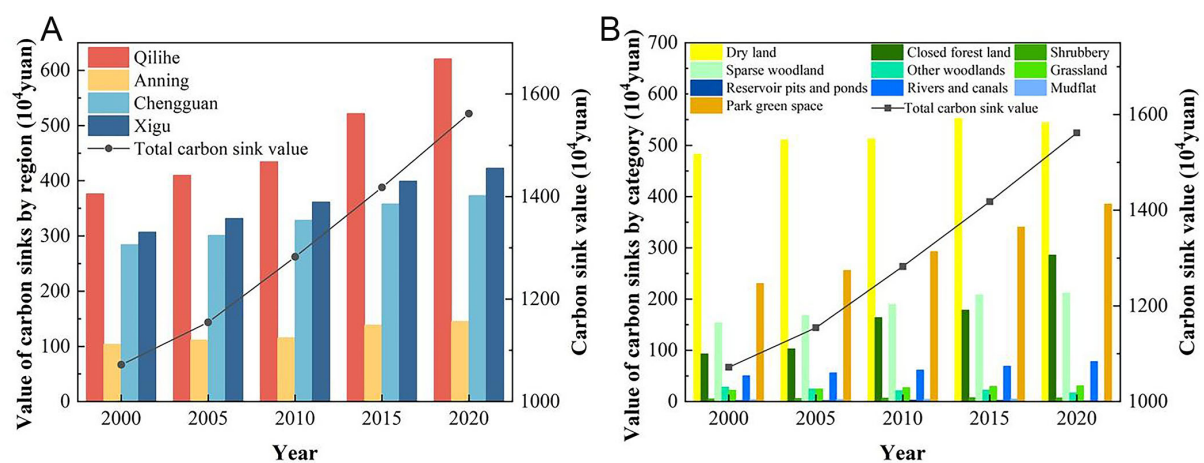 A
Value of carbon sinks by region (10⁴yuan)
600
500
400
300
200
100
0
Qilihe
Anning
Chengguan
Xigu
Total carbon sink value
1600
1400
1200
1000
Carbon sink value (10⁴yuan)
2000 2005 2010 2015 2020
Year
B
Value of carbon sinks by category (10⁴yuan)
700
600
500
400
300
200
100
0
Dry land Closed forest land Shrubbery
Sparse woodland Other woodlands Grassland
Reservoir pits and ponds Rivers and canals Mudflat
Park green space Total carbon sink value
1600
1400
1200
1000
Carbon sink value (10⁴yuan)
2000 2005 2010 2015 2020
Year